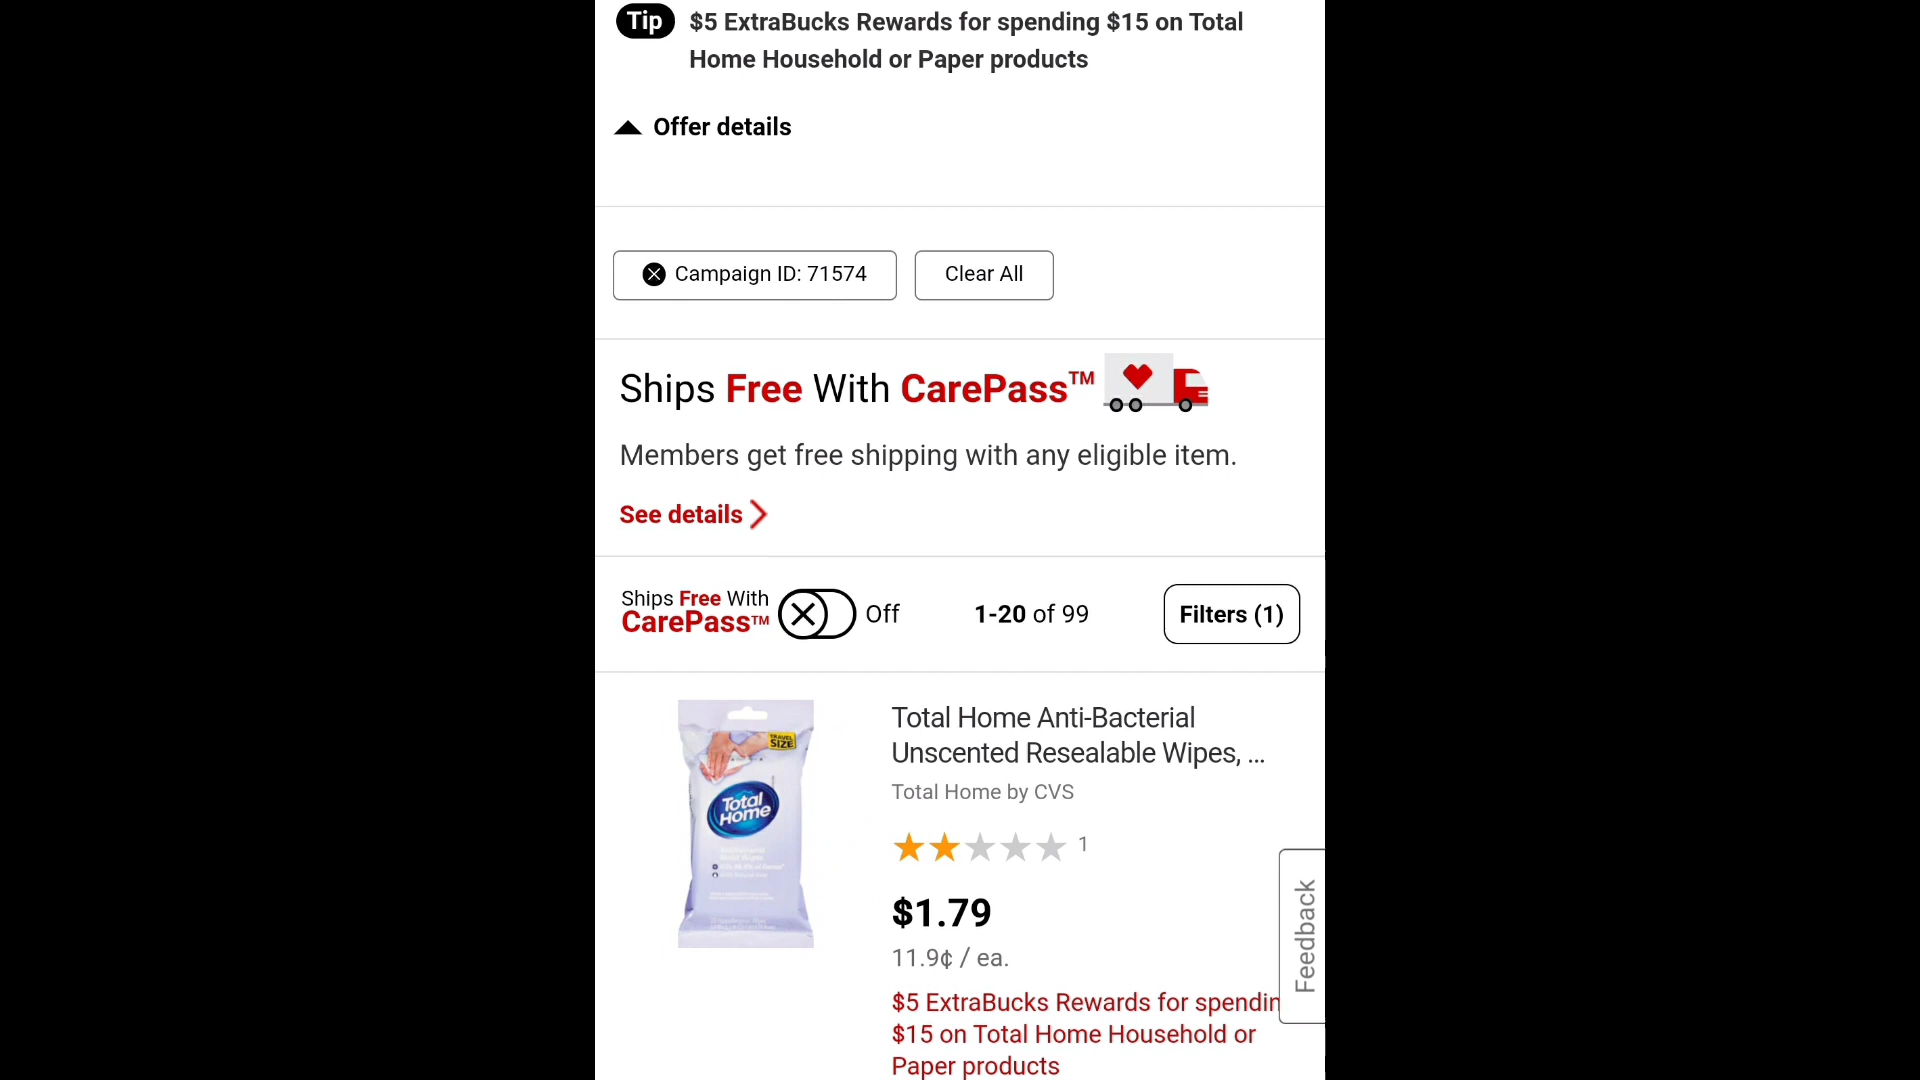 Tip
$5 ExtraBucks Rewards for spending $15 on Total
Home Household or Paper products
Offer details
Campaign ID: 71574
Clear All
Ships Free With CarePass™
Members get free shipping with any eligible item.
See details
Ships Free With
CarePass™
Off
1-20 of 99
Filters (1)
TRAVEL
SIZE
Total
Home
Total Home Anti-Bacterial
Unscented Resealable Wipes, ...
Total Home by CVS
1
$1.79
11.9¢ / ea.
$5 ExtraBucks Rewards for spendin
$15 on Total Home Household or
Paper products
Feedback